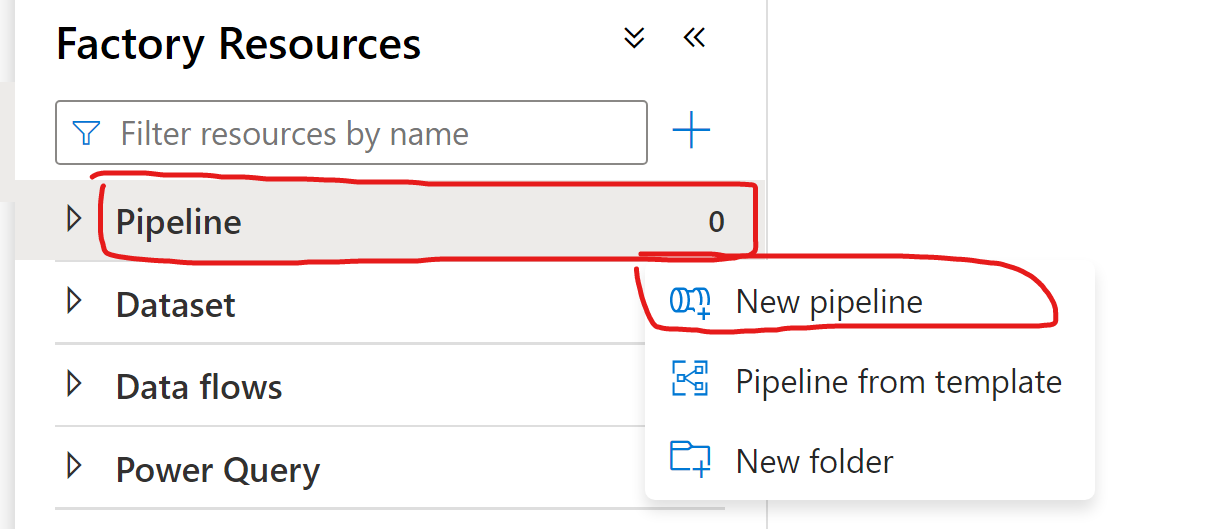 Factory Resources
Filter resources by name
Pipeline 0
Dataset
New pipeline
Data flows
Pipeline from template
Power Query
New folder